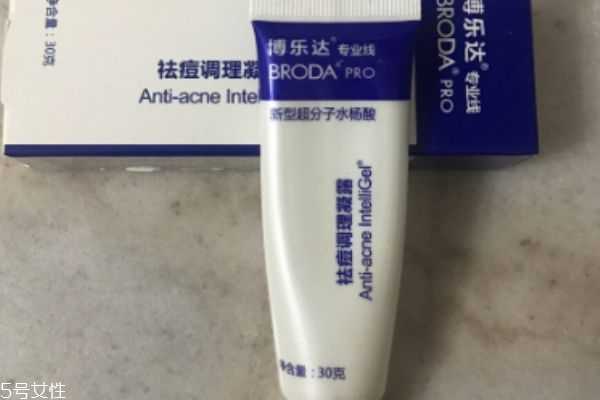 净含量：30克
祛痘调理凝
Anti-acne Intel
博乐达®专业线
BRODA® PRO
博乐达®专业线
BRODA® PRO
新型超分子水杨酸
祛痘调理凝露
Anti-acne IntelliGel®
净含量：30克
5号女性